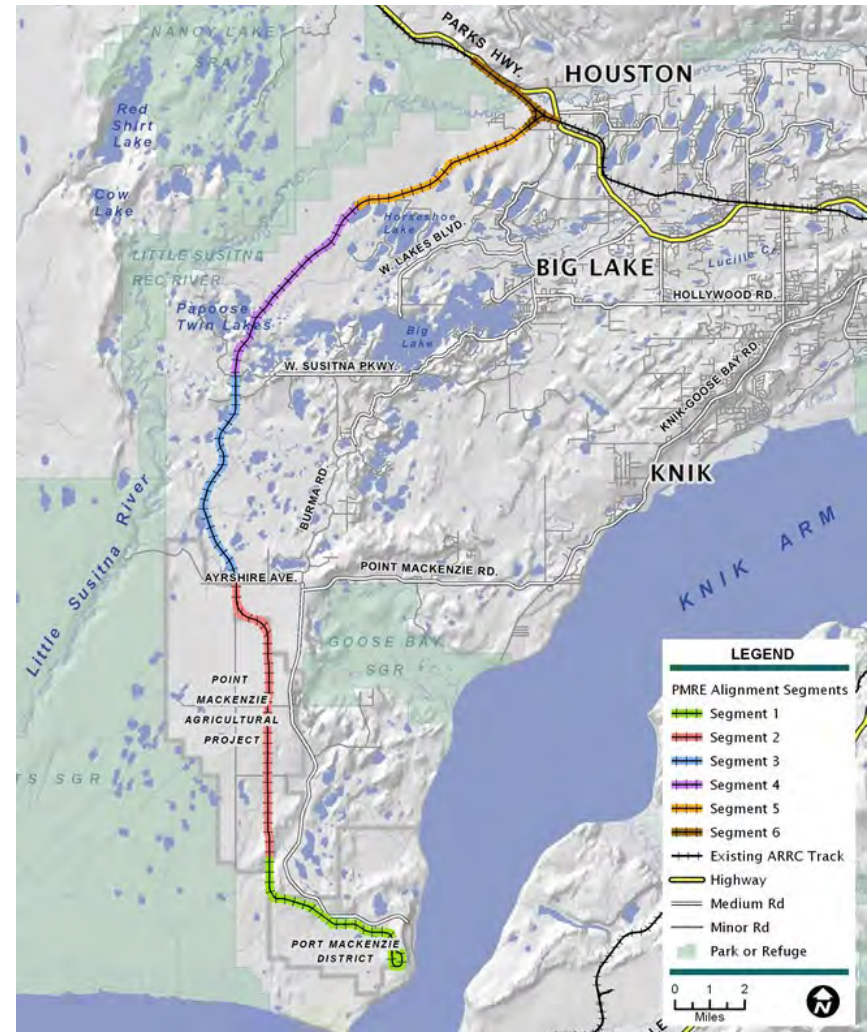 PARKS HWY.
NANCY LAKE
SRA
HOUSTON
Red
Shirt
Lake
Cow
Lake
Horseshoe
Lake
W. LAKES BLVD.
LITTLE SUSITNA
REC RIVER
BIG LAKE
Lucille Cr.
HOLLYWOOD RD.
Papoose
Twin Lakes
Big
Lake
W. SUSITNA PKWY.
KNIK-GOOSE BAY RD.
KNIK
BURMA RD.
Little Susitna River
AYRSHIRE AVE.
POINT MACKENZIE RD.
KNIK ARM
GOOSE BAY
SGR
POINT
MACKENZIE
AGRICULTURAL
PROJECT
TS SGR
PORT MACKENZIE
DISTRICT
LEGEND
PMRE Alignment Segments
Segment 1
Segment 2
Segment 3
Segment 4
Segment 5
Segment 6
Existing ARRC Track
Highway
Medium Rd
Minor Rd
Park or Refuge
0 1 2
Miles
N